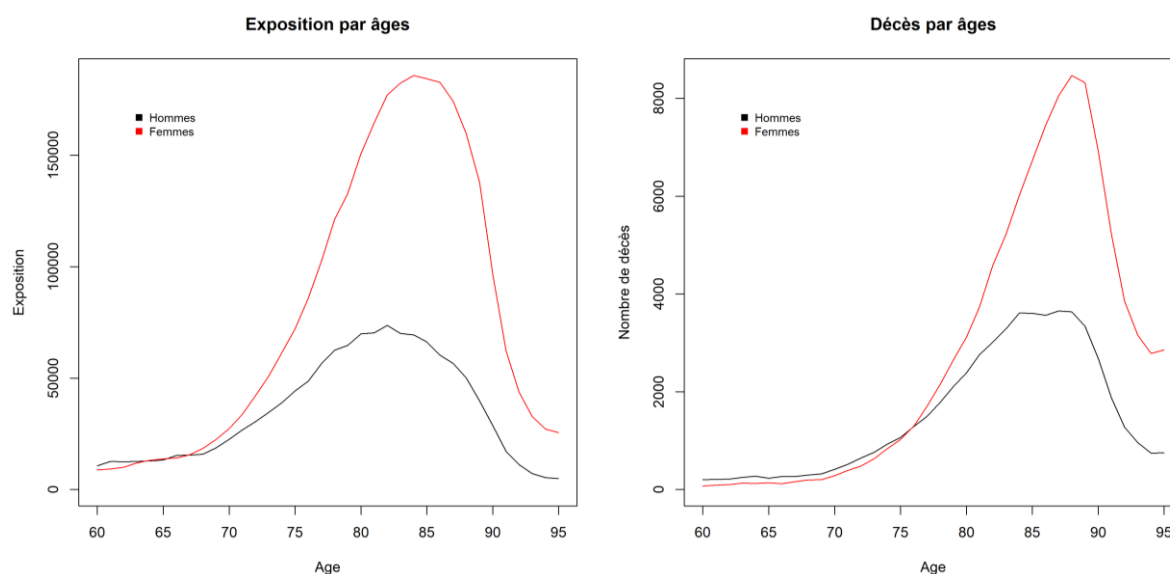 Exposition par âges
Exposition
0
50000
100000
150000
Hommes
Femmes
60 65 70 75 80 85 90 95
Age
Décès par âges
Nombre de décès
0
2000
4000
6000
8000
Hommes
Femmes
60 65 70 75 80 85 90 95
Age